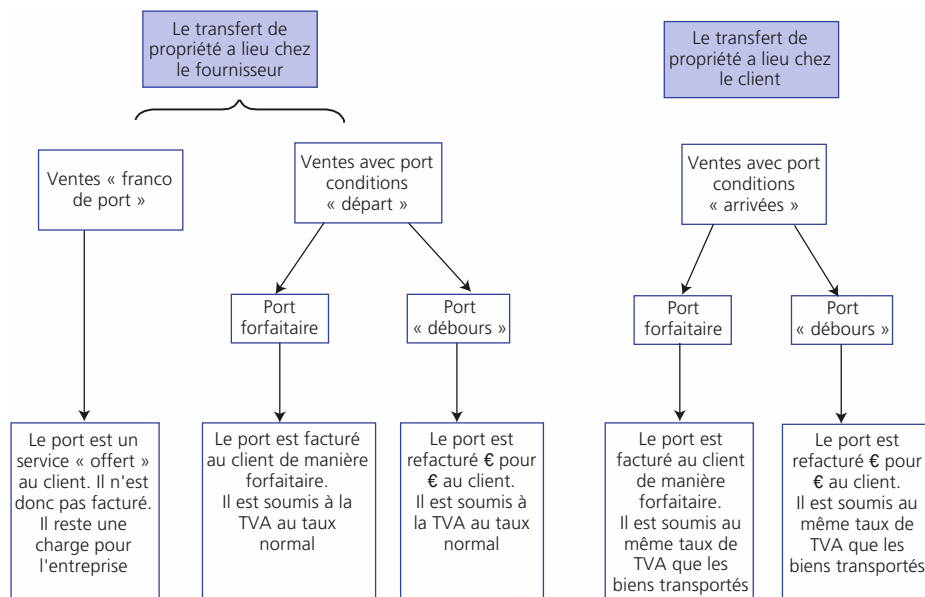 Le transfert de
propriété a lieu chez
le fournisseur
Le transfert de
propriété a lieu chez
le client
Ventes « franco
de port »
Ventes avec port
conditions
« départ »
Ventes avec port
conditions
« arrivées »
Port
forfaitaire
Port
« débours »
Port
forfaitaire
Port
« débours »
Le port est un
service « offert »
au client. Il n'est
donc pas facturé.
Il reste une
charge pour
l'entreprise
Le port est facturé
au client de manière
forfaitaire.
Il est soumis à la
TVA au taux
normal
Le port est
refacturé € pour
€ au client.
Il est soumis à
la TVA au taux
normal
Le port est
facturé au client
de manière
forfaitaire.
Il est soumis au
même taux de
TVA que les
biens transportés
Le port est
refacturé € pour
€ au client.
Il est soumis au
même taux de
TVA que les
biens transportés